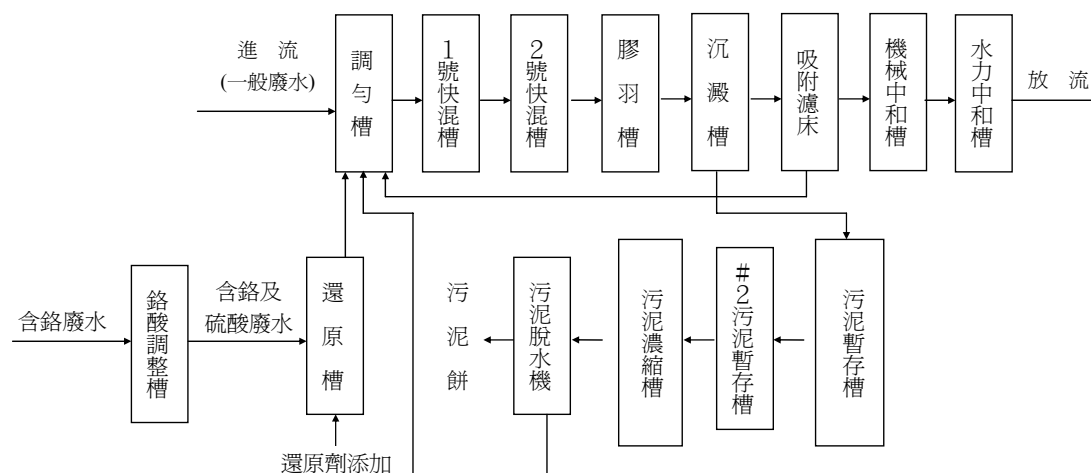 進 流
(一般廢水)
調勻槽
1號快混槽
2號快混槽
膠羽槽
沉澱槽
吸附濾床
機械中和槽
水力中和槽
放 流
含鉻廢水
鉻酸調整槽
含鉻及
硫酸廢水
還原槽
還原劑添加
污泥餅
污泥脫水機
污泥濃縮槽
#2污泥暫存槽
污泥暫存槽